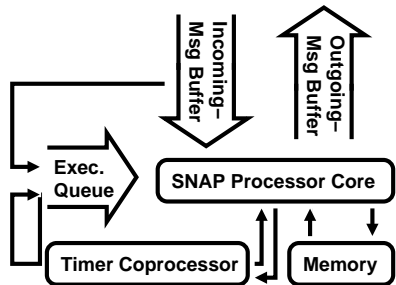 Incoming–
Msg Buffer
Outgoing–
Msg Buffer
Exec.
Queue
SNAP Processor Core
Timer Coprocessor
Memory